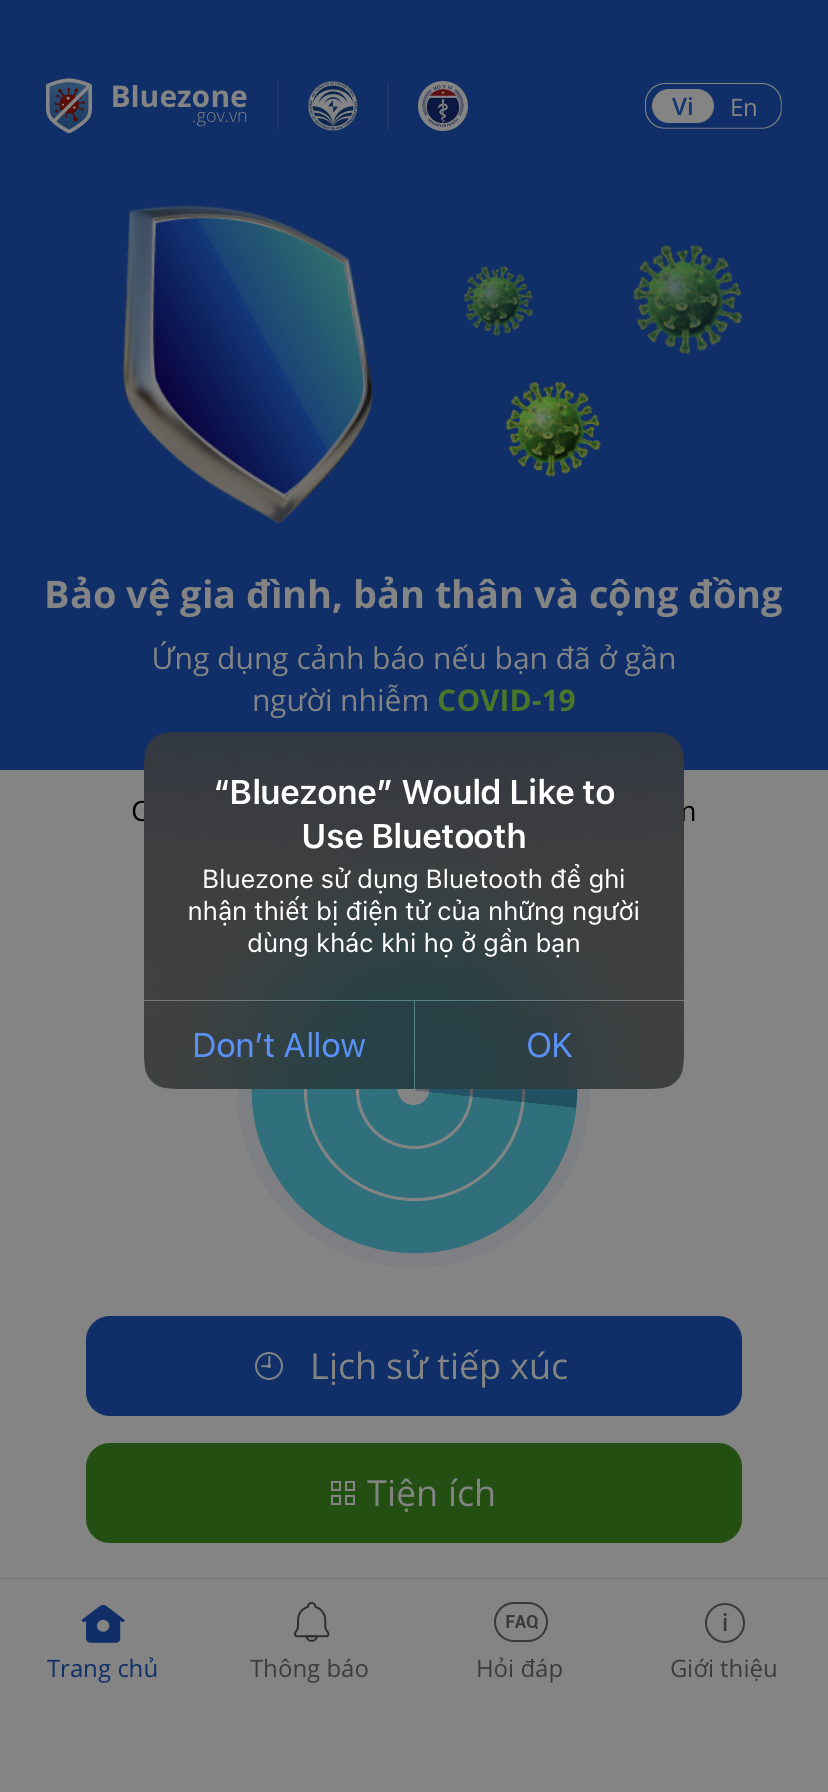 Bluezone
.gov.vn
BỘ Y TẾ
Vi
En
Bảo vệ gia đình, bản thân và cộng đồng
Ứng dụng cảnh báo nếu bạn đã ở gần
người nhiễm COVID-19
“Bluezone” Would Like to
Use Bluetooth
Bluezone sử dụng Bluetooth để ghi
nhận thiết bị điện tử của những người
dùng khác khi họ ở gần bạn
Don’t Allow
OK
Lịch sử tiếp xúc
Tiện ích
FAQ
Trang chủ
Thông báo
Hỏi đáp
Giới thiệu